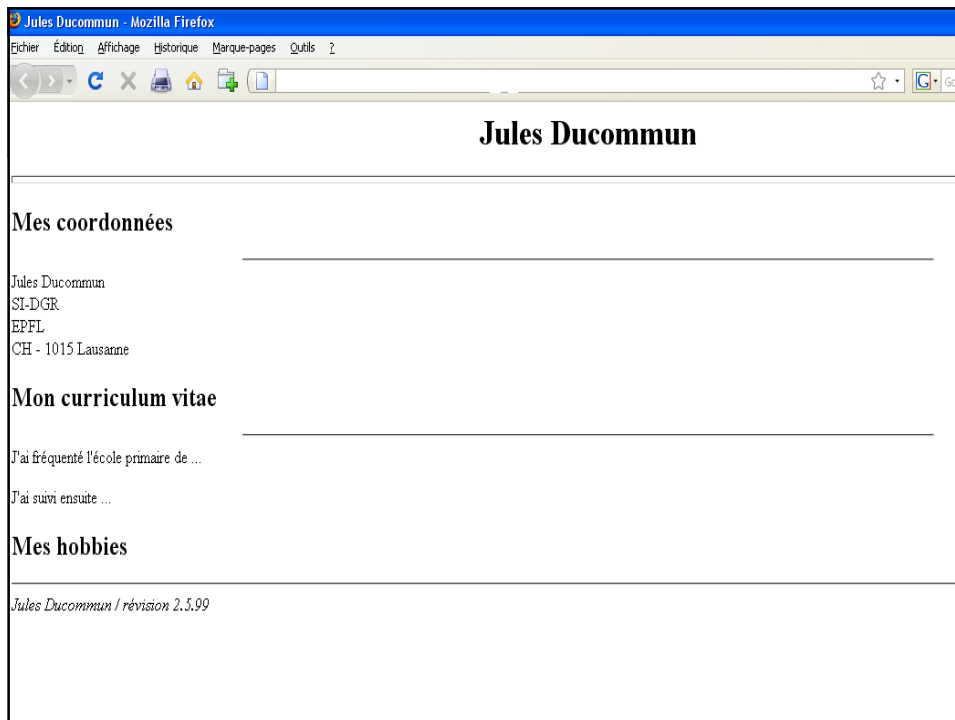 Jules Ducommun - Mozilla Firefox
Fichier Édition Affichage Historique Marque-pages Outils ?
G Go
Jules Ducommun
Mes coordonnées
Jules Ducommun
SI-DGR
EPFL
CH - 1015 Lausanne
Mon curriculum vitae
J'ai fréquenté l'école primaire de ...
J'ai suivi ensuite ...
Mes hobbies
Jules Ducommun / révision 2.5.99